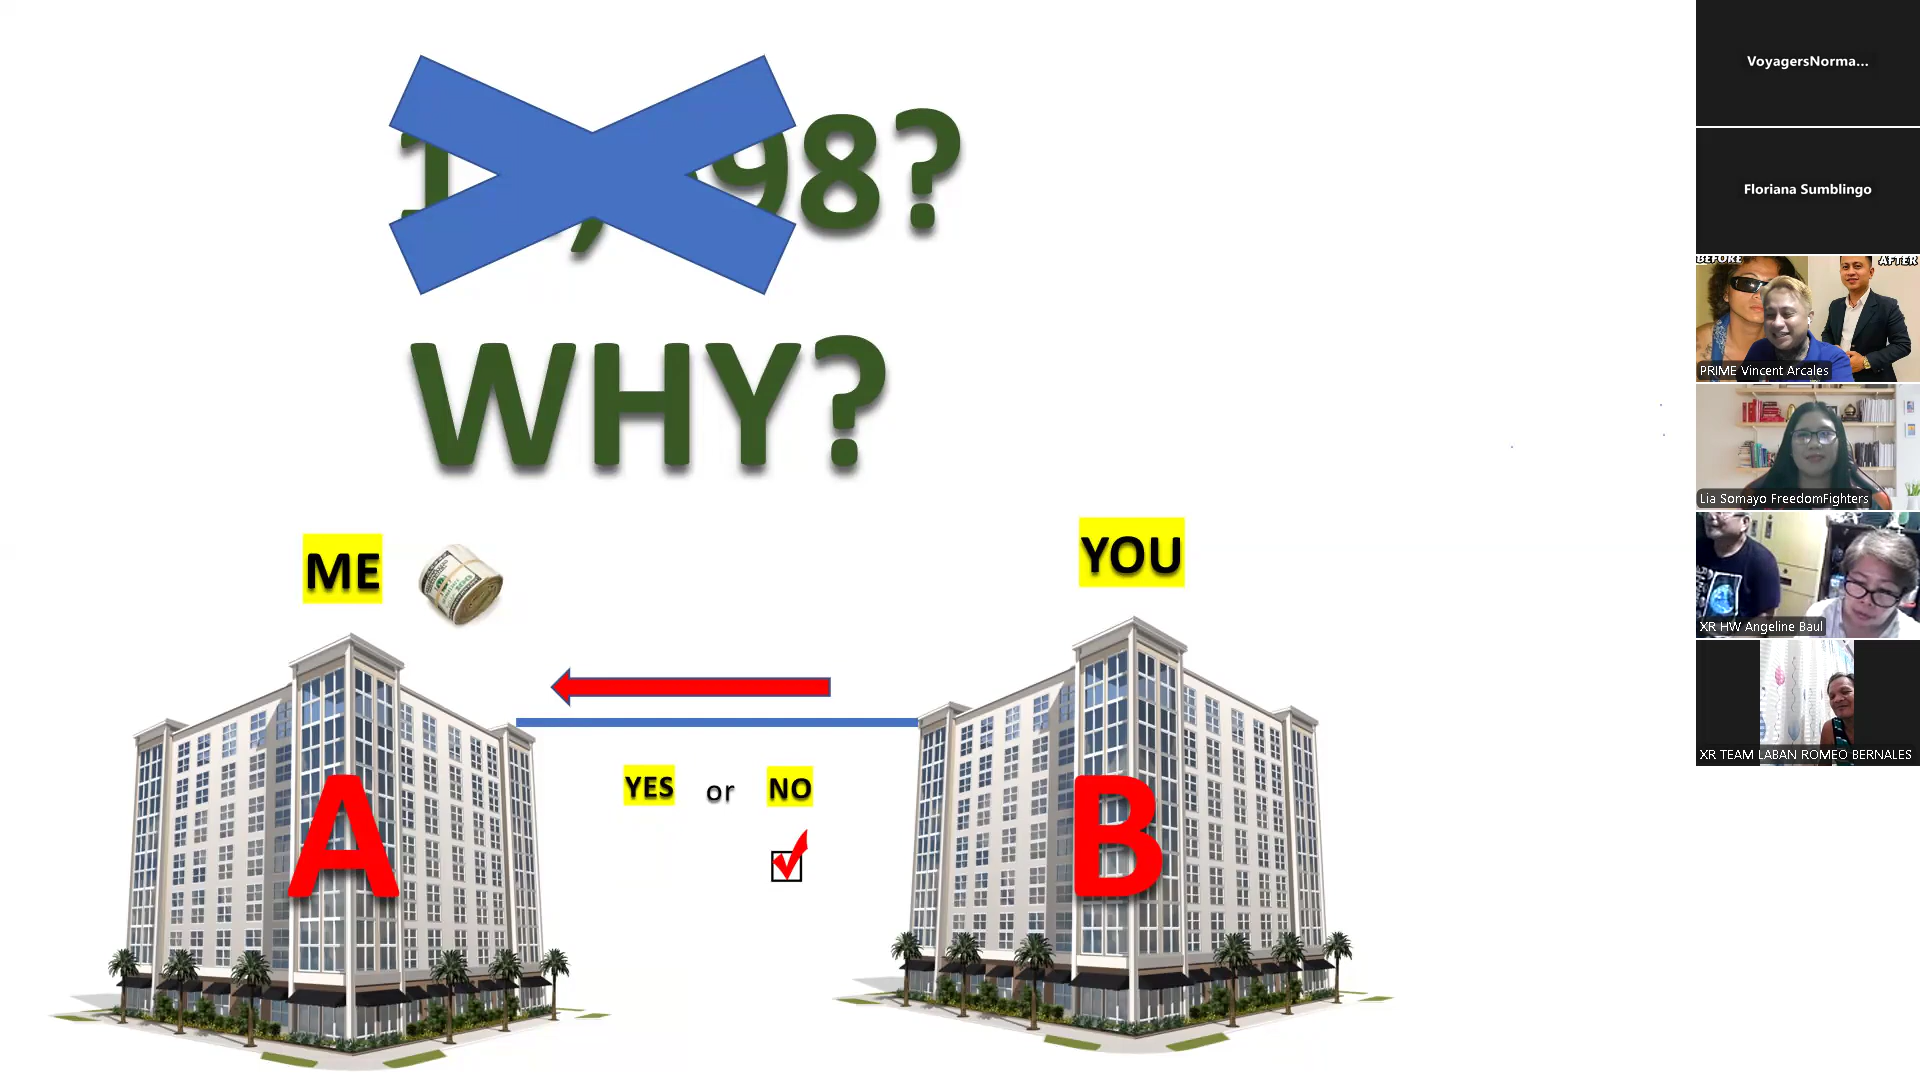 98?
WHY?
ME
YOU
YES or NO
A
B
VoyagersNorma...
Floriana Sumblingo
BEFORE
AFTER
PRIME Vincent Arcales
Lia Somayo FreedomFighters
XR HW Angeline Baul
XR TEAM LABAN ROMEO BERNALES